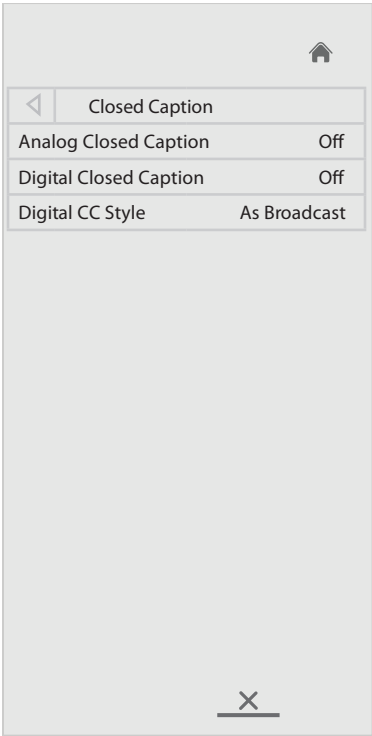 Closed Caption
Analog Closed Caption Off
Digital Closed Caption Off
Digital CC Style As Broadcast